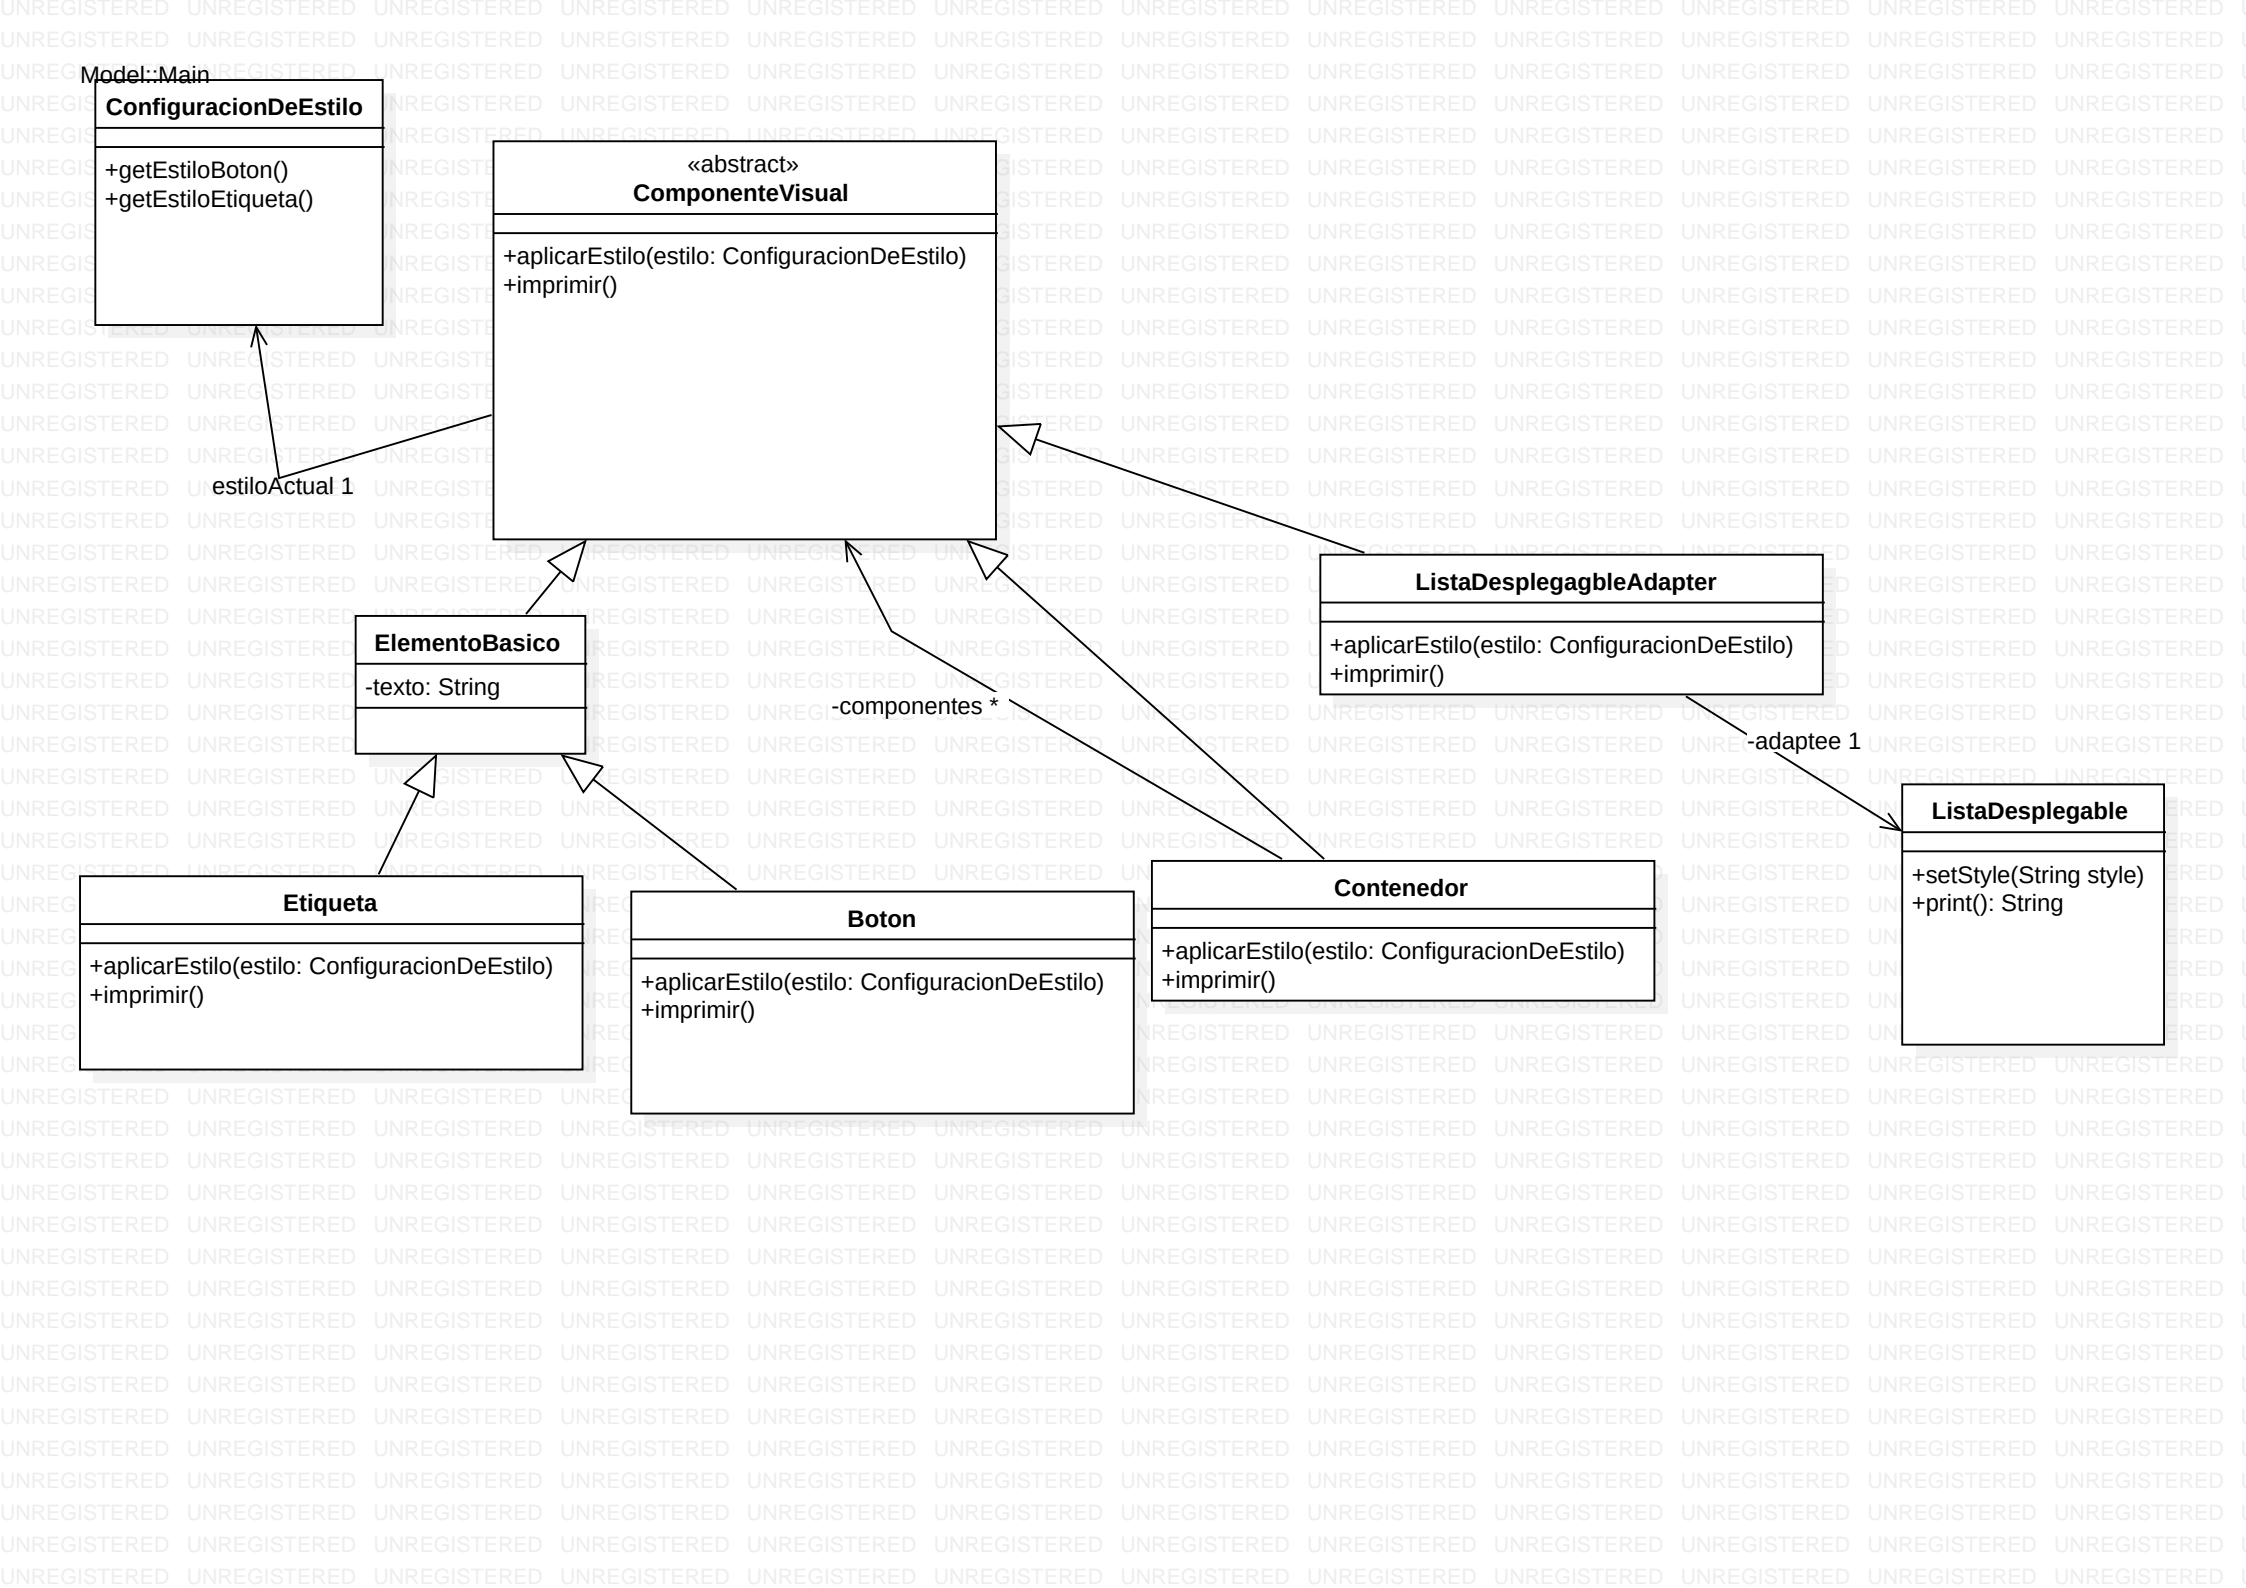 Model::Main
ConfiguracionDeEstilo
+getEstiloBoton()
+getEstiloEtiqueta()
«abstract»
ComponenteVisual
+aplicarEstilo(estilo: ConfiguracionDeEstilo)
+imprimir()
estiloActual 1
ListaDesplegagbleAdapter
+aplicarEstilo(estilo: ConfiguracionDeEstilo)
+imprimir()
ElementoBasico
-texto: String
-componentes *
-adaptee 1
ListaDesplegable
+setStyle(String style)
+print(): String
Etiqueta
+aplicarEstilo(estilo: ConfiguracionDeEstilo)
+imprimir()
Boton
+aplicarEstilo(estilo: ConfiguracionDeEstilo)
+imprimir()
Contenedor
+aplicarEstilo(estilo: ConfiguracionDeEstilo)
+imprimir()
UNREGISTERED